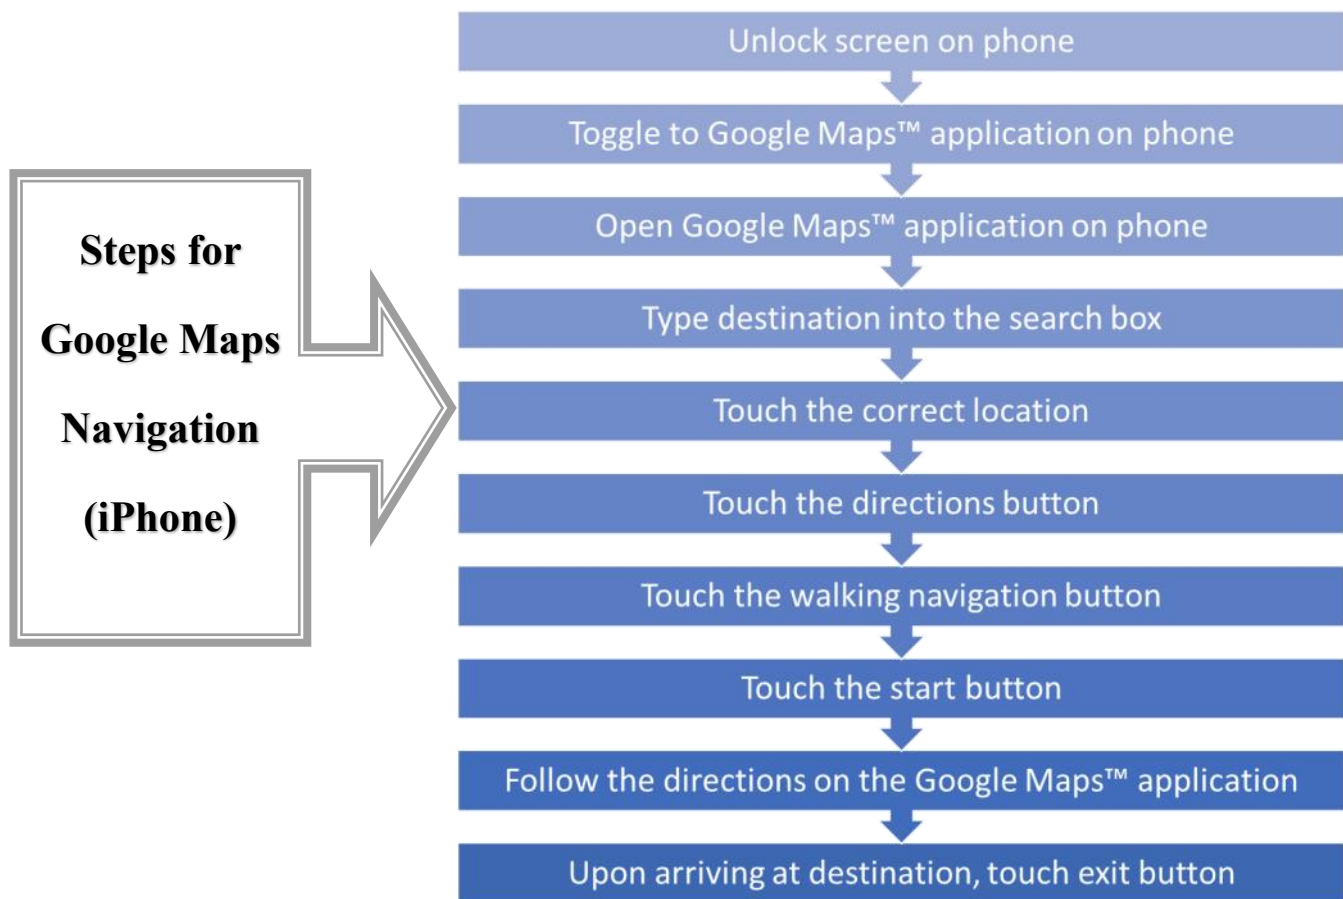 Steps for
Google Maps
Navigation
(iPhone)
Unlock screen on phone
Toggle to Google Maps™ application on phone
Open Google Maps™ application on phone
Type destination into the search box
Touch the correct location
Touch the directions button
Touch the walking navigation button
Touch the start button
Follow the directions on the Google Maps™ application
Upon arriving at destination, touch exit button